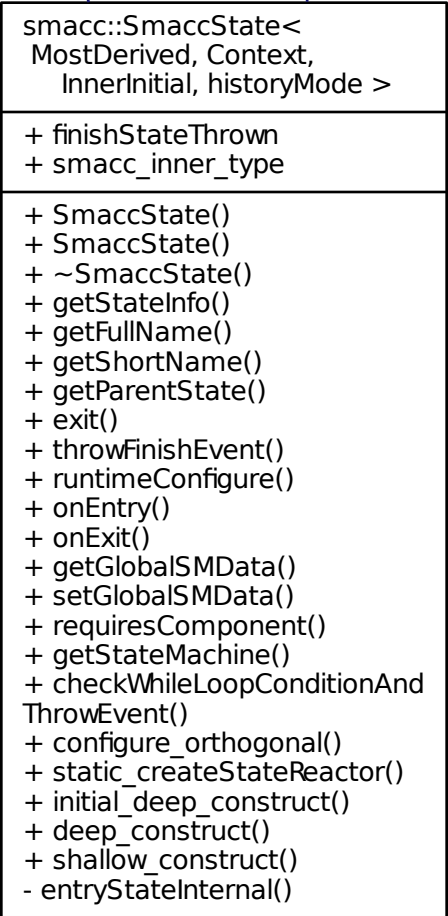 smacc::SmaccState<
MostDerived, Context,
InnerInitial, historyMode >
+ finishStateThrown
+ smacc_inner_type
+ SmaccState()
+ SmaccState()
+ ~SmaccState()
+ getStateInfo()
+ getFullName()
+ getShortName()
+ getParentState()
+ exit()
+ throwFinishEvent()
+ runtimeConfigure()
+ onEntry()
+ onExit()
+ getGlobalSMData()
+ setGlobalSMData()
+ requiresComponent()
+ getStateMachine()
+ checkWhileLoopConditionAnd
ThrowEvent()
+ configure_orthogonal()
+ static_createStateReactor()
+ initial_deep_construct()
+ deep_construct()
+ shallow_construct()
- entryStateInternal()